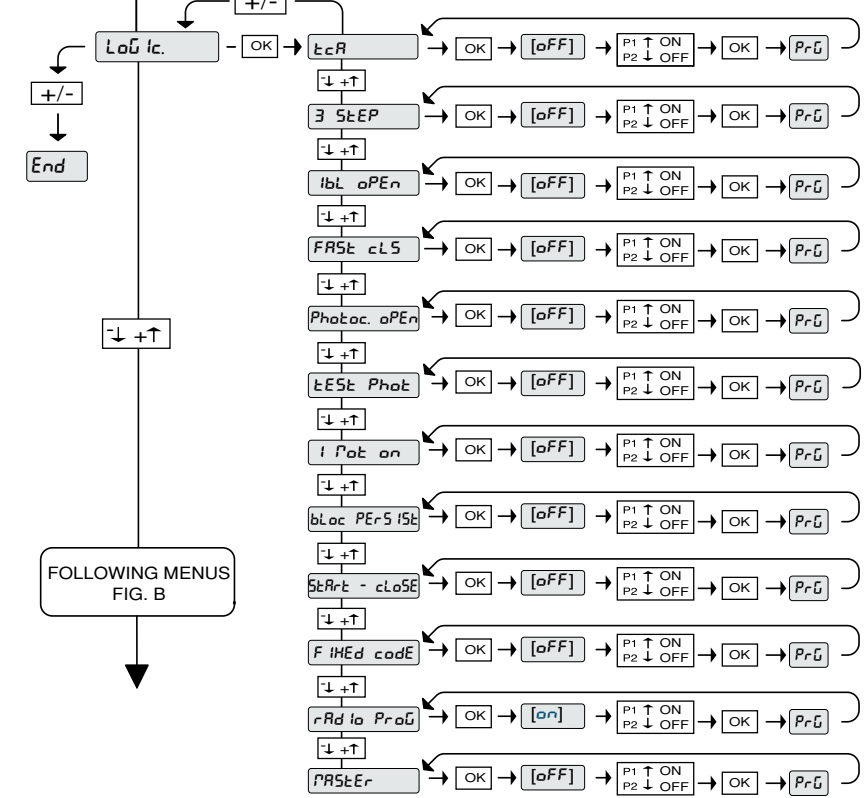 +/-
LoGIc. - OK tcA OK [oFF] P1 ↑ ON OK PrG
P2 ↓ OFF
-↓ +↑
+/-
3 StEP OK [oFF] P1 ↑ ON OK PrG
P2 ↓ OFF
-↓ +↑
End
IbL oPEn OK [oFF] P1 ↑ ON OK PrG
P2 ↓ OFF
-↓ +↑
FASt cLS OK [oFF] P1 ↑ ON OK PrG
P2 ↓ OFF
-↓ +↑
Photoc. oPEn OK [oFF] P1 ↑ ON OK PrG
P2 ↓ OFF
-↓ +↑
-↓ +↑
tESt Phot OK [oFF] P1 ↑ ON OK PrG
P2 ↓ OFF
-↓ +↑
1 Mot on OK [oFF] P1 ↑ ON OK PrG
P2 ↓ OFF
-↓ +↑
bLoc PErSISt OK [oFF] P1 ↑ ON OK PrG
P2 ↓ OFF
-↓ +↑
FOLLOWING MENUS
FIG. B
StArt - cLoSE OK [oFF] P1 ↑ ON OK PrG
P2 ↓ OFF
-↓ +↑
FIHEd codE OK [oFF] P1 ↑ ON OK PrG
P2 ↓ OFF
-↓ +↑
rAdIo ProG OK [on] P1 ↑ ON OK PrG
P2 ↓ OFF
-↓ +↑
MAStEr OK [oFF] P1 ↑ ON OK PrG
P2 ↓ OFF